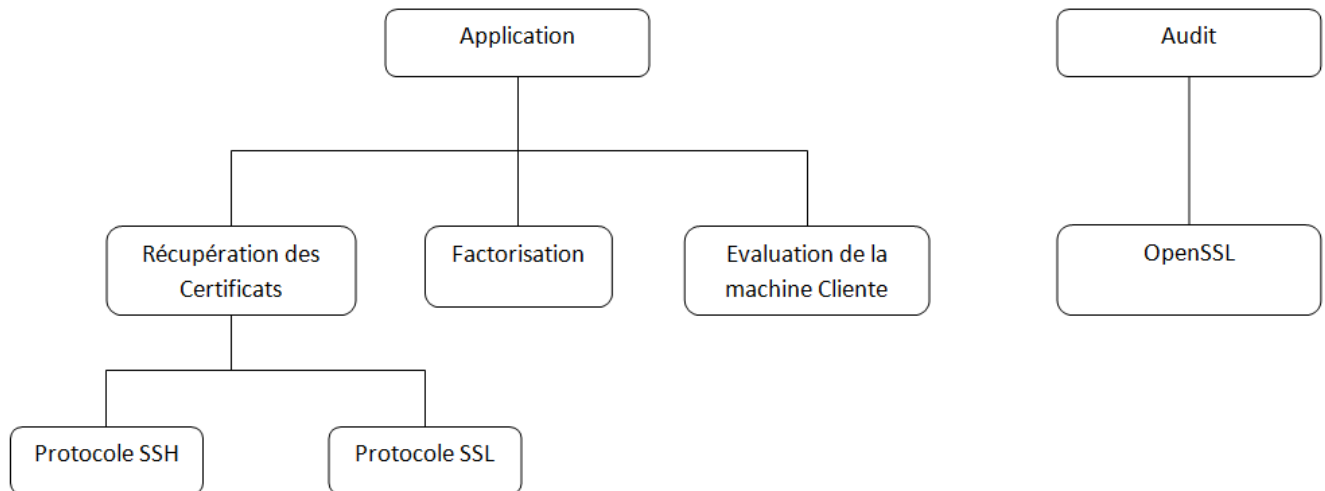 Application
Audit
Récupération des
Certificats
Factorisation
Evaluation de la
machine Cliente
OpenSSL
Protocole SSH
Protocole SSL